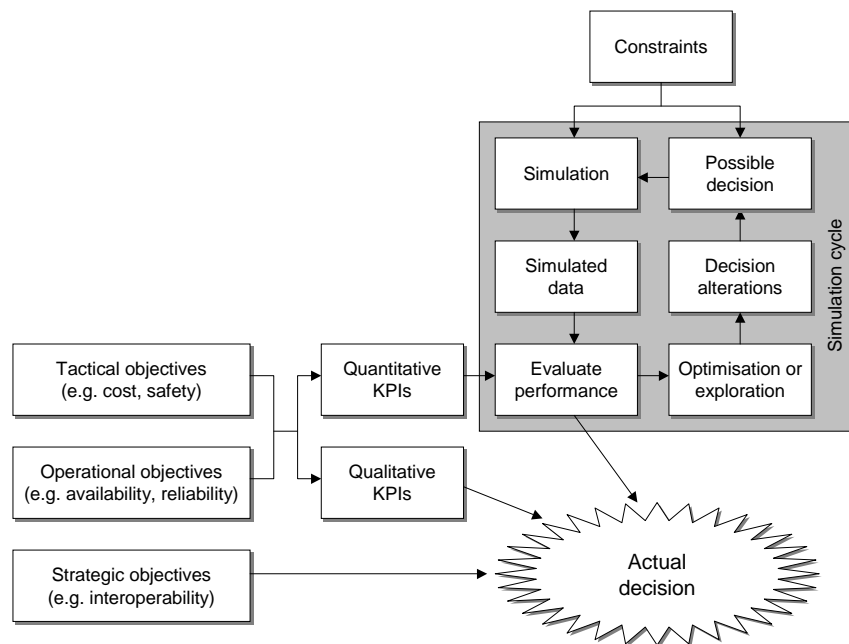 Constraints
Simulation
Possible
decision
Simulated
data
Decision
alterations
Simulation cycle
Tactical objectives
(e.g. cost, safety)
Quantitative
KPIs
Evaluate
performance
Optimisation or
exploration
Operational objectives
(e.g. availability, reliability)
Qualitative
KPIs
Strategic objectives
(e.g. interoperability)
Actual
decision